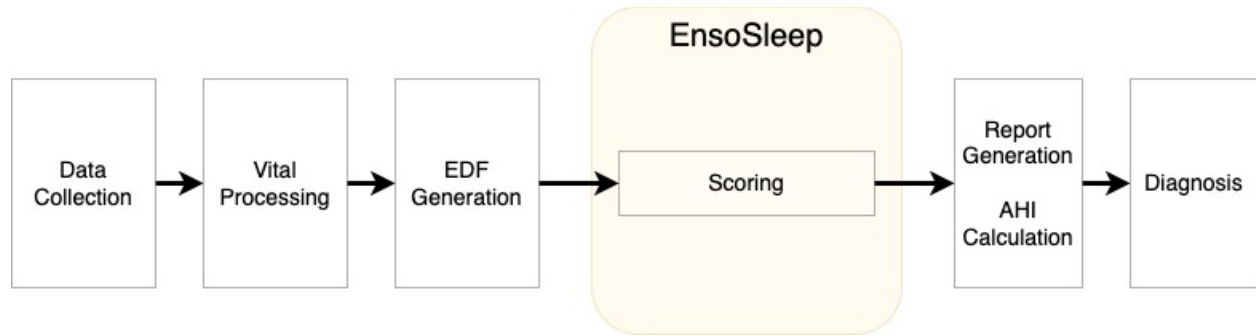 EnsoSleep
Data
Collection
Vital
Processing
EDF
Generation
Scoring
Report
Generation
AHI
Calculation
Diagnosis